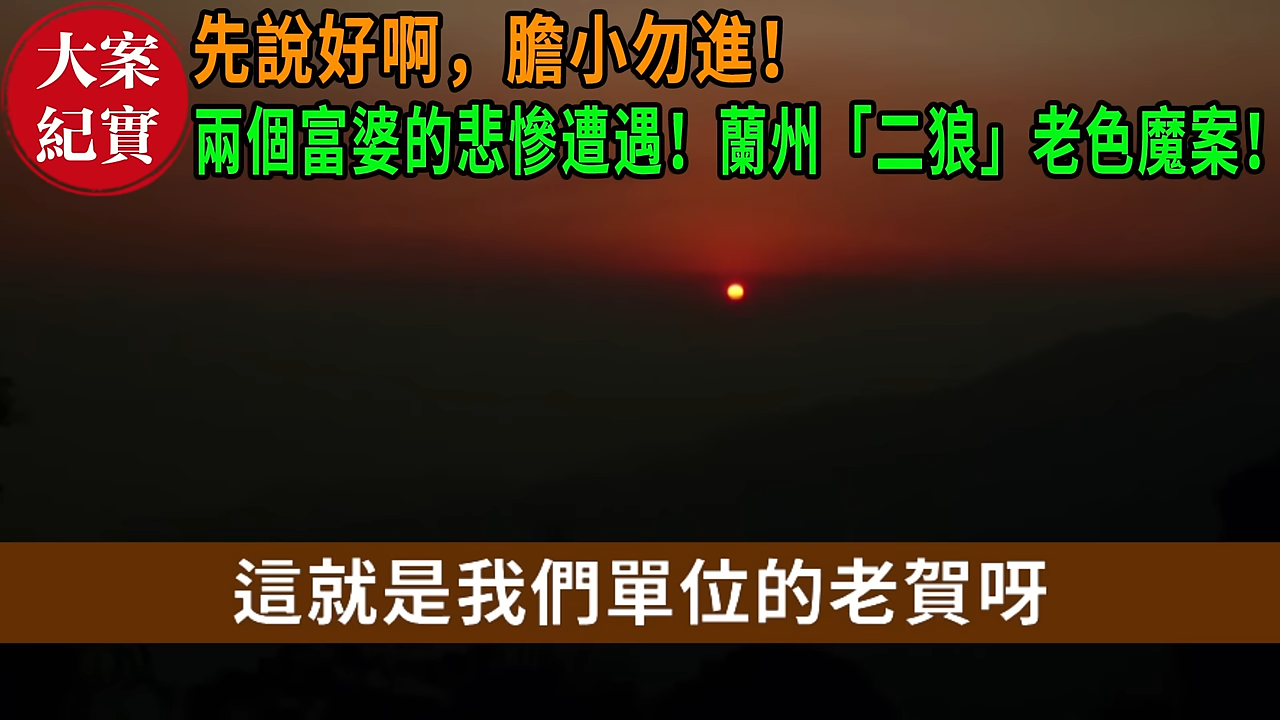 大案
紀實
先說好啊，膽小勿進！
兩個富婆的悲慘遭遇！蘭州「二狼」老色魔案！
這就是我們單位的老賀呀